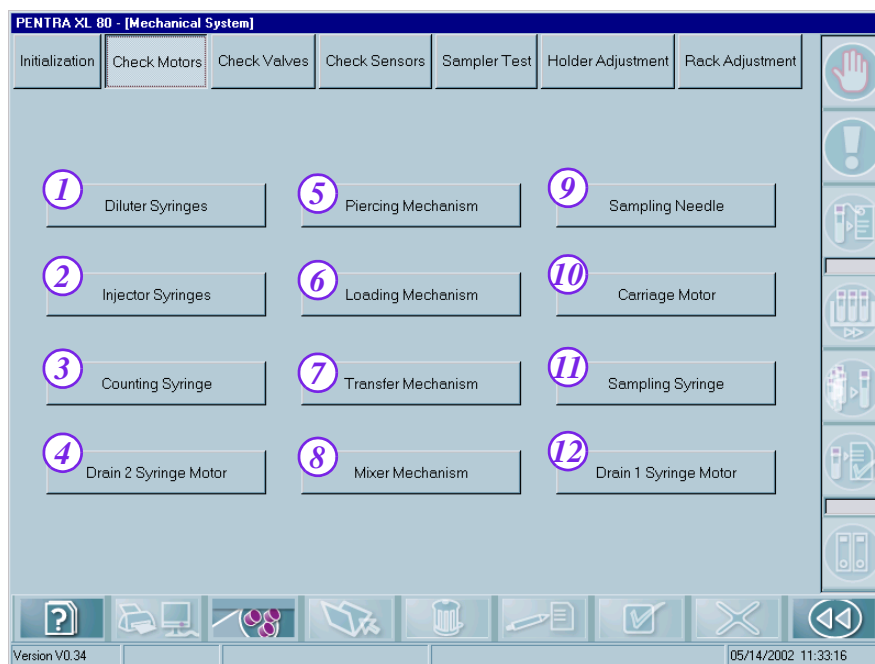 PENTRA XL 80 - [Mechanical System]
Initialization Check Motors Check Valves Check Sensors Sampler Test Holder Adjustment Rack Adjustment
1 Diluter Syringes
5 Piercing Mechanism
9 Sampling Needle
2 Injector Syringes
6 Loading Mechanism
10 Carriage Motor
3 Counting Syringe
7 Transfer Mechanism
11 Sampling Syringe
4 Drain 2 Syringe Motor
8 Mixer Mechanism
12 Drain 1 Syringe Motor
?
Version V0.34 05/14/2002 11:33:16